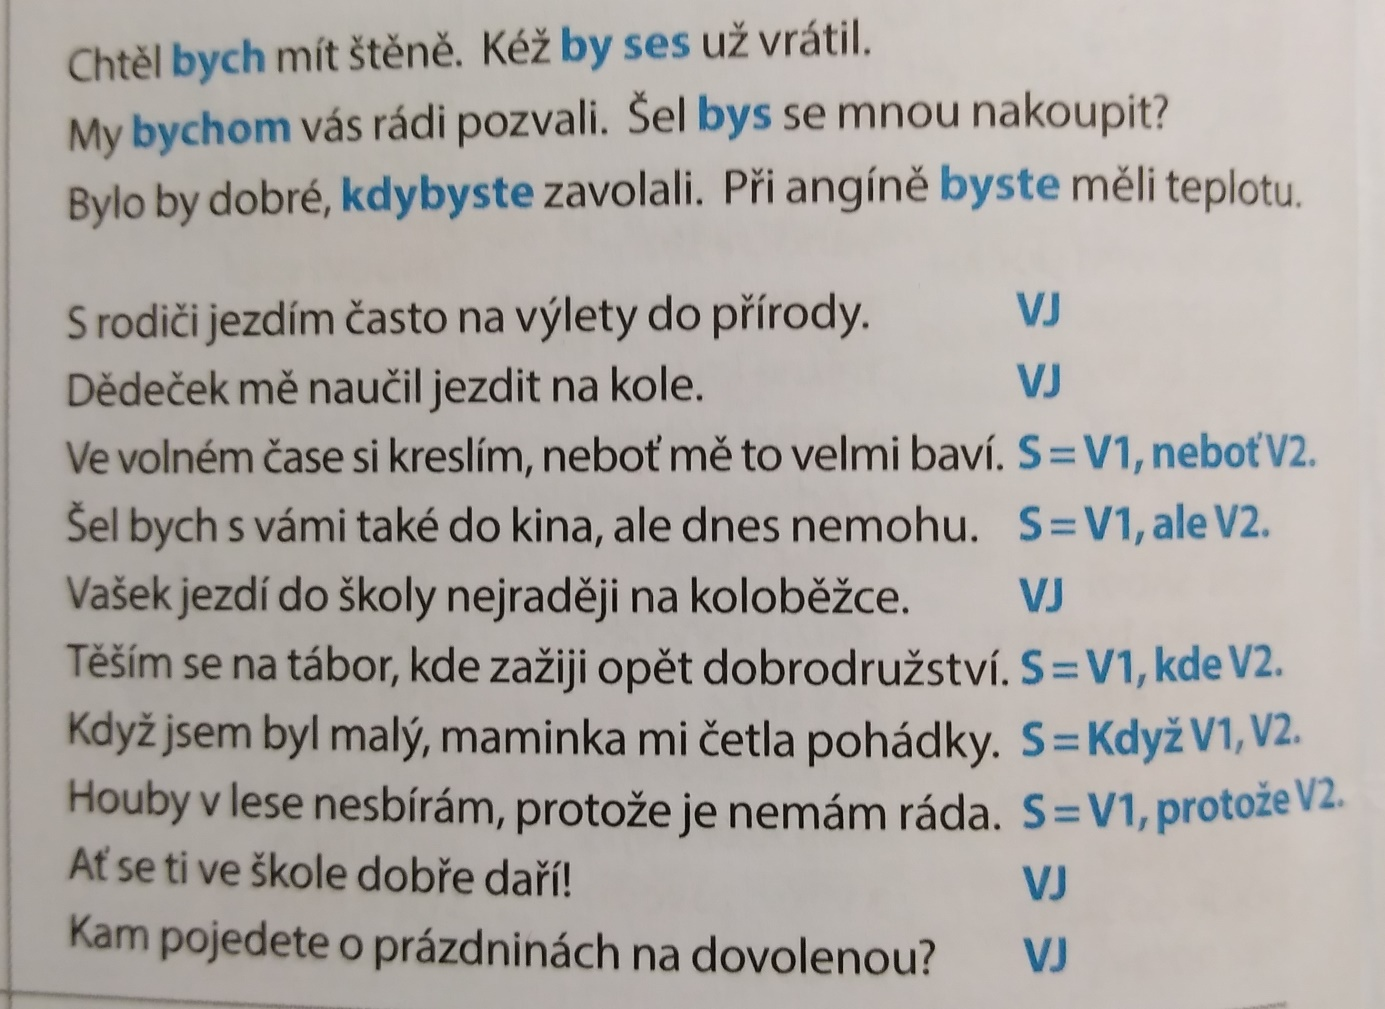 Chtěl bych mít štěně. Kéž by ses už vrátil.
My bychom vás rádi pozvali. Šel bys se mnou nakoupit?
Bylo by dobré, kdybyste zavolali. Při angíně byste měli teplotu.
S rodiči jezdím často na výlety do přírody. VJ
Dědeček mě naučil jezdit na kole. VJ
Ve volném čase si kreslím, neboť mě to velmi baví. S = V1, neboť V2.
Šel bych s vámi také do kina, ale dnes nemohu. S = V1, ale V2.
Vašek jezdí do školy nejraději na koloběžce. VJ
Těším se na tábor, kde zažiji opět dobrodružství. S = V1, kde V2.
Když jsem byl malý, maminka mi četla pohádky. S = Když V1, V2.
Houby v lese nesbírám, protože je nemám ráda. S = V1, protože V2.
Ať se ti ve škole dobře daří! VJ
Kam pojedete o prázdninách na dovolenou? VJ